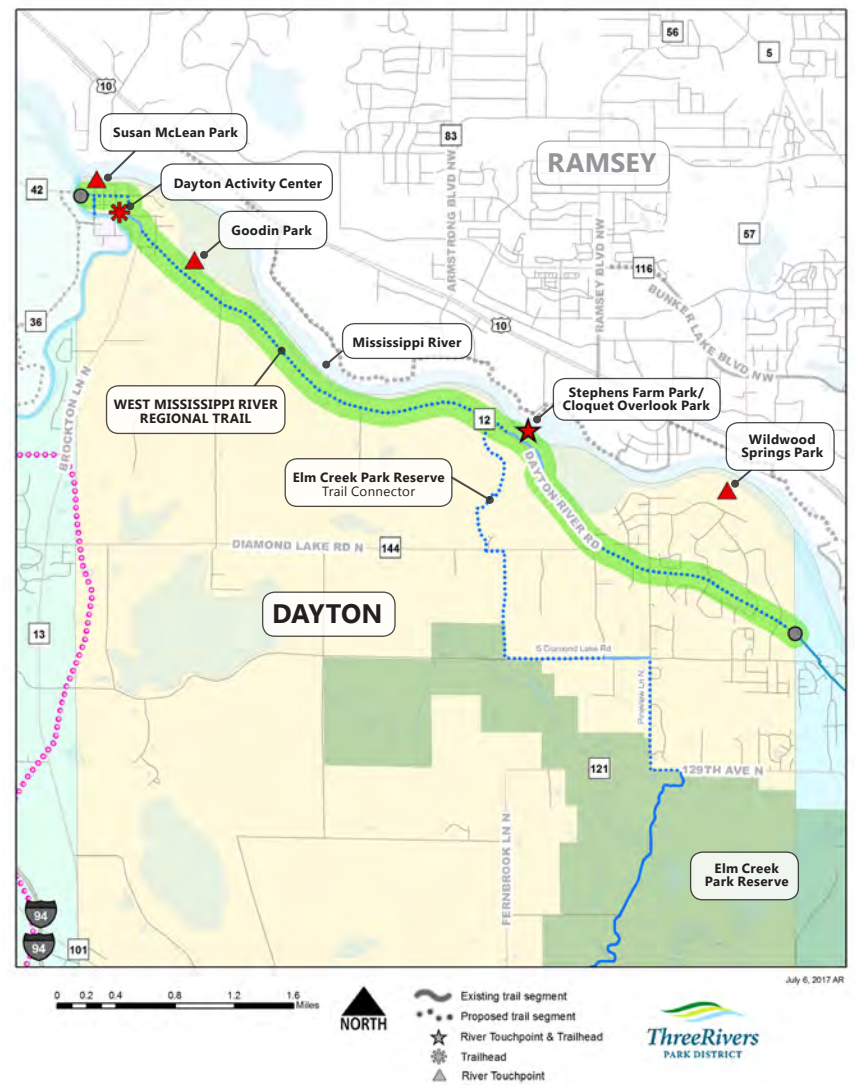 56
5
10
Susan McLean Park
83
RAMSEY
Dayton Activity Center
42
Goodin Park
ARMSTRONG BLVD NW
RAMSEY BLVD NW
57
116
BUNKER LAKE BLVD NW
36
10
Mississippi River
BROCKTON LN N
WEST MISSISSIPPI RIVER
REGIONAL TRAIL
Stephens Farm Park/
Cloquet Overlook Park
12
Wildwood
Springs Park
Elm Creek Park Reserve
Trail Connector
DAYTON RIVER RD
DIAMOND LAKE RD N
144
DAYTON
13
S Diamond Lake Rd
Pineview Ln N
121
129TH AVE N
FERNBROOK LN N
Elm Creek
Park Reserve
94
94
101
July 6, 2017 AR
0 0.2 0.4 0.8 1.2 1.6
Miles
NORTH
Existing trail segment
Proposed trail segment
River Touchpoint & Trailhead
Trailhead
River Touchpoint
ThreeRivers
PARK DISTRICT